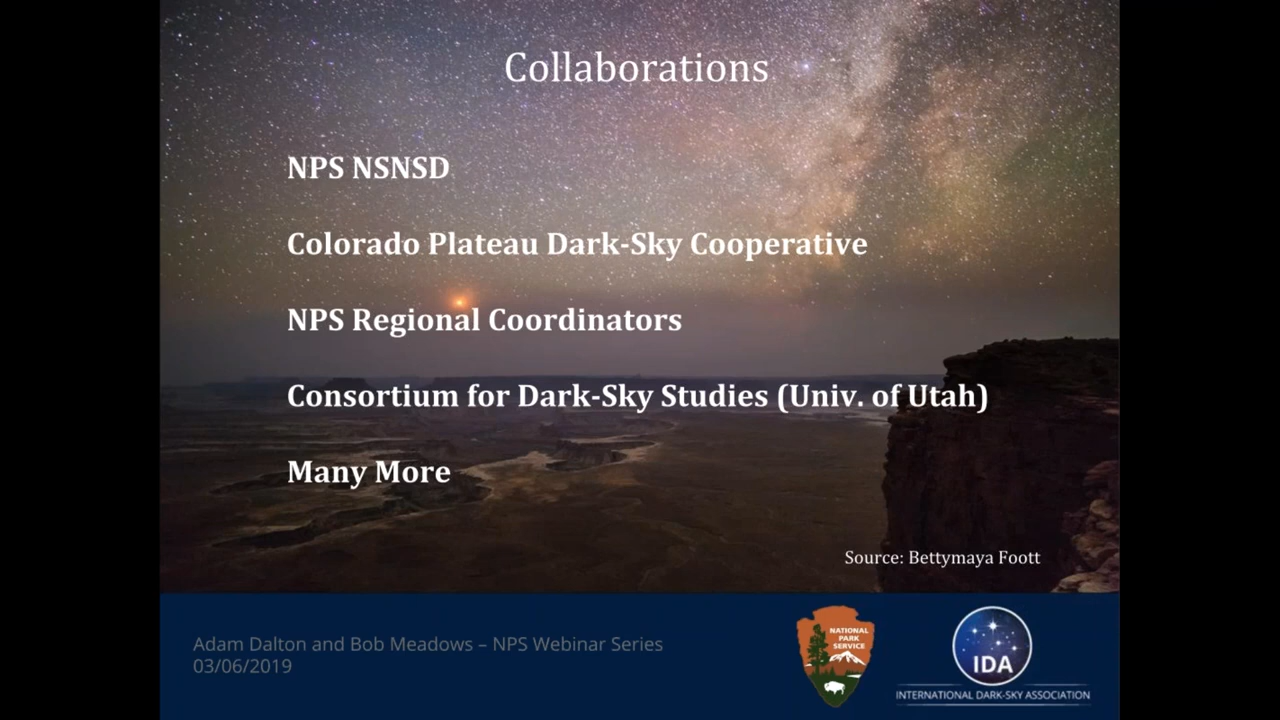 Collaborations
NPS NSNSD
Colorado Plateau Dark-Sky Cooperative
NPS Regional Coordinators
Consortium for Dark-Sky Studies (Univ. of Utah)
Many More
Source: Bettymaya Foott
Adam Dalton and Bob Meadows – NPS Webinar Series
03/06/2019
NATIONAL
PARK
SERVICE
IDA
INTERNATIONAL DARK-SKY ASSOCIATION